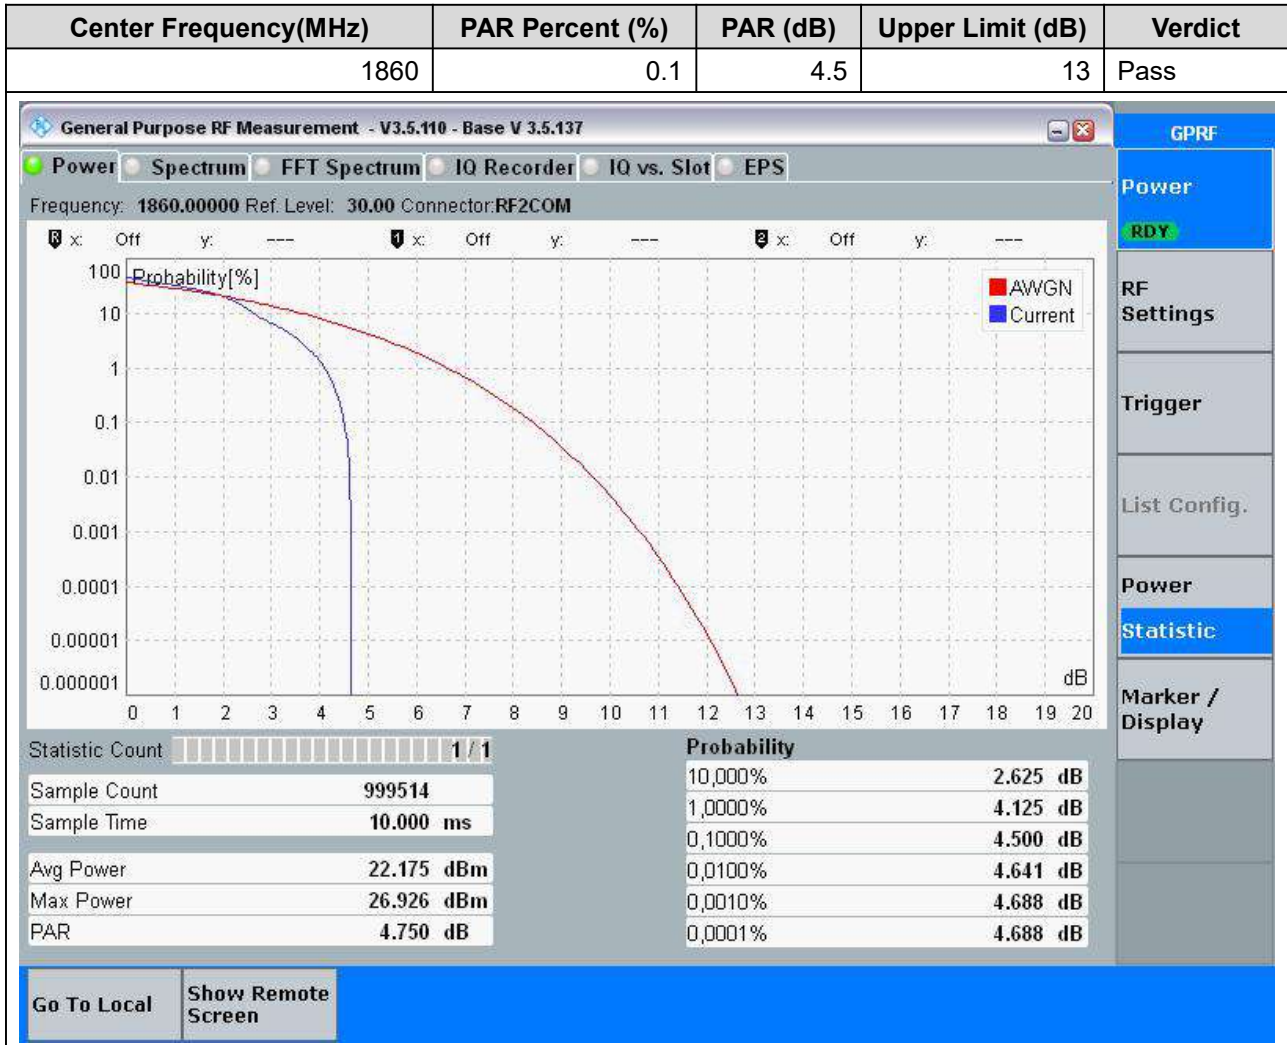 Center Frequency(MHz) PAR Percent (%) PAR (dB) Upper Limit (dB) Verdict
1860 0.1 4.5 13 Pass
General Purpose RF Measurement - V3.5.110 - Base V 3.5.137
GPRF
Power Spectrum FFT Spectrum IQ Recorder IQ vs. Slot EPS
Frequency: 1860.00000 Ref. Level: 30.00 Connector:RF2COM
R x: Off y: --- 1 x: Off y: --- 2 x: Off y: ---
Probability[%]
100
10
1
0.1
0.01
0.001
0.0001
0.00001
0.000001
AWGN
Current
dB
0 1 2 3 4 5 6 7 8 9 10 11 12 13 14 15 16 17 18 19 20
Statistic Count 1 / 1
Sample Count 999514
Sample Time 10.000 ms
Avg Power 22.175 dBm
Max Power 26.926 dBm
PAR 4.750 dB
Probability
10,000% 2.625 dB
1,0000% 4.125 dB
0,1000% 4.500 dB
0,0100% 4.641 dB
0,0010% 4.688 dB
0,0001% 4.688 dB
Power
RDY
RF
Settings
Trigger
List Config.
Power
Statistic
Marker /
Display
Go To Local
Show Remote
Screen